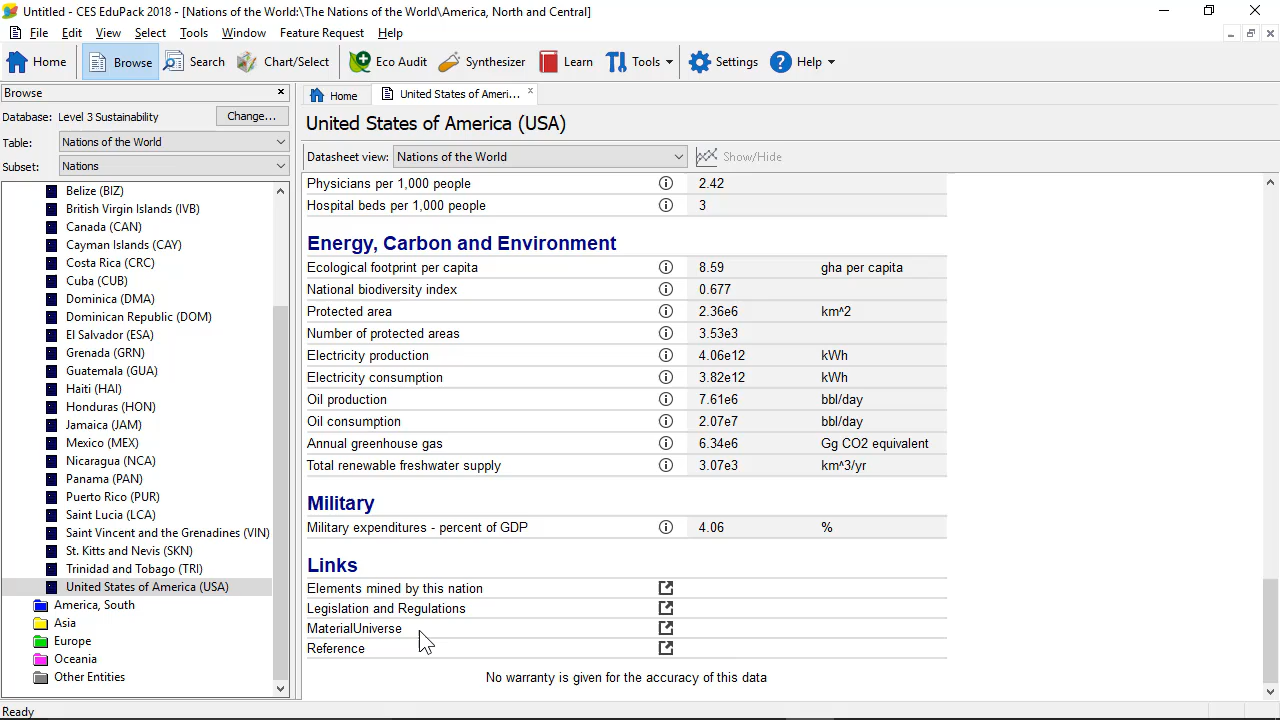 Untitled - CES EduPack 2018 - [Nations of the World:\The Nations of the World\America, North and Central]
File Edit View Select Tools Window Feature Request Help
Home Browse Search Chart/Select Eco Audit Synthesizer Learn Tools Settings Help
Browse
Database: Level 3 Sustainability Change...
Table: Nations of the World
Subset: Nations
Belize (BIZ)
British Virgin Islands (IVB)
Canada (CAN)
Cayman Islands (CAY)
Costa Rica (CRC)
Cuba (CUB)
Dominica (DMA)
Dominican Republic (DOM)
El Salvador (ESA)
Grenada (GRN)
Guatemala (GUA)
Haiti (HAI)
Honduras (HON)
Jamaica (JAM)
Mexico (MEX)
Nicaragua (NCA)
Panama (PAN)
Puerto Rico (PUR)
Saint Lucia (LCA)
Saint Vincent and the Grenadines (VIN)
St. Kitts and Nevis (SKN)
Trinidad and Tobago (TRI)
United States of America (USA)
America, South
Asia
Europe
Oceania
Other Entities
Home United States of Ameri...
United States of America (USA)
Datasheet view: Nations of the World Show/Hide
Physicians per 1,000 people 2.42
Hospital beds per 1,000 people 3
Energy, Carbon and Environment
Ecological footprint per capita 8.59 gha per capita
National biodiversity index 0.677
Protected area 2.36e6 km^2
Number of protected areas 3.53e3
Electricity production 4.06e12 kWh
Electricity consumption 3.82e12 kWh
Oil production 7.61e6 bbl/day
Oil consumption 2.07e7 bbl/day
Annual greenhouse gas 6.34e6 Gg CO2 equivalent
Total renewable freshwater supply 3.07e3 km^3/yr
Military
Military expenditures - percent of GDP 4.06 %
Links
Elements mined by this nation
Legislation and Regulations
MaterialUniverse
Reference
No warranty is given for the accuracy of this data
Ready